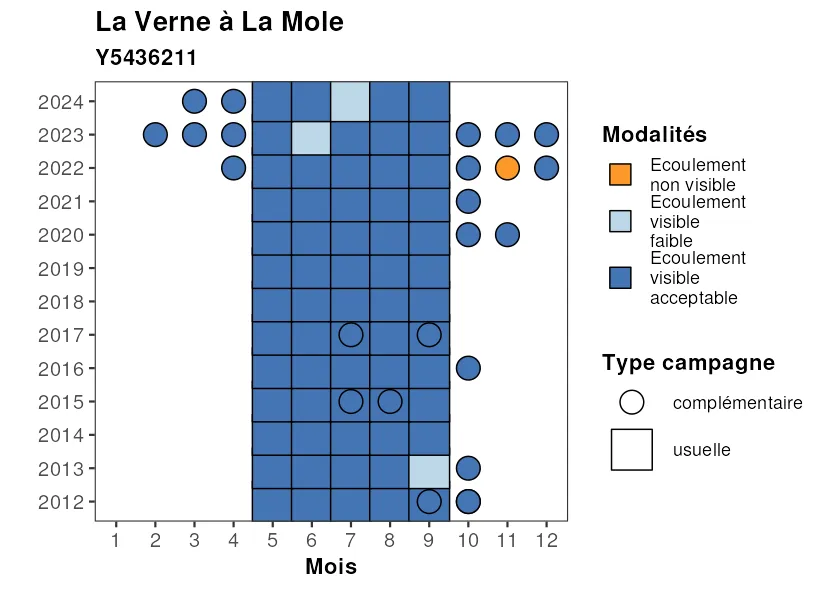 La Verne à La Mole
Y5436211
2024
2023
2022
2021
2020
2019
2018
2017
2016
2015
2014
2013
2012
1 2 3 4 5 6 7 8 9 10 11 12
Mois
Modalités
Ecoulement
non visible
Ecoulement
visible
faible
Ecoulement
visible
acceptable
Type campagne
complémentaire
usuelle